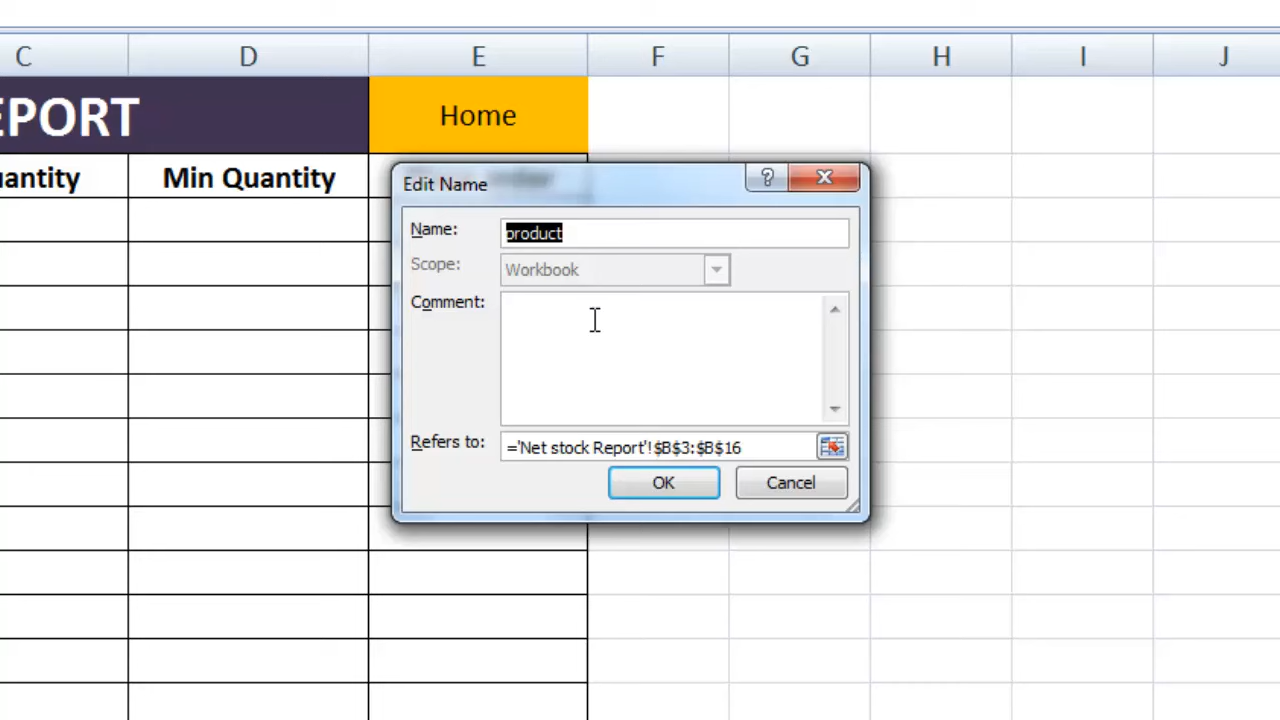 C D E F G H I J
EPORT Home
uantity Min Quantity
Edit Name ?
Name: product
Scope: Workbook
Comment:
Refers to: ='Net stock Report'!$B$3:$B$16
OK Cancel